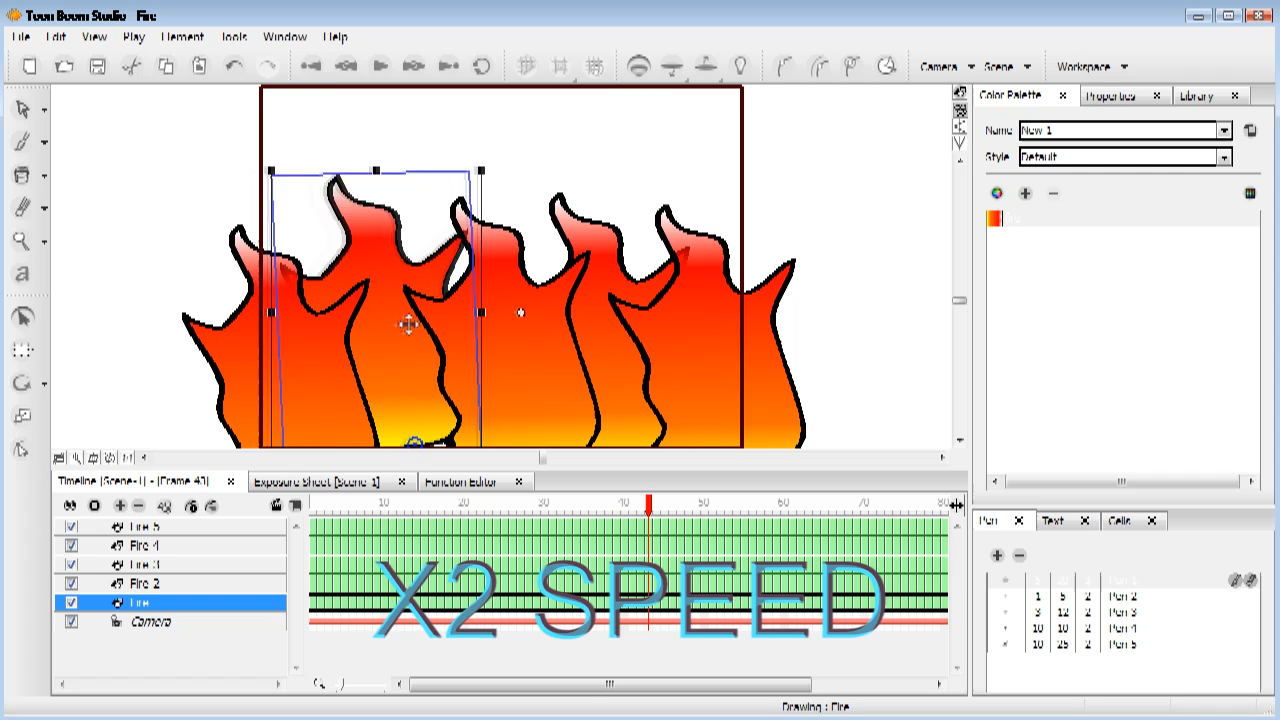 Toon Boom Studio - Fire
File Edit View Play Element Tools Window Help
Camera Scene Workspace
Color Palette Properties Library
Name New 1
Style Default
Timeline [Scene-1] - [Frame 43] Exposure Sheet [Scene 1] Function Editor
10 20 30 40 50 60 70 80
Fire 5
Fire 4
Fire 3
Fire 2
Fire
Camera
X2 SPEED
Pen Text Cells
Pen 1
1 5 2 Pen 2
3 12 2 Pen 3
10 10 2 Pen 4
10 25 2 Pen 5
Drawing : Fire